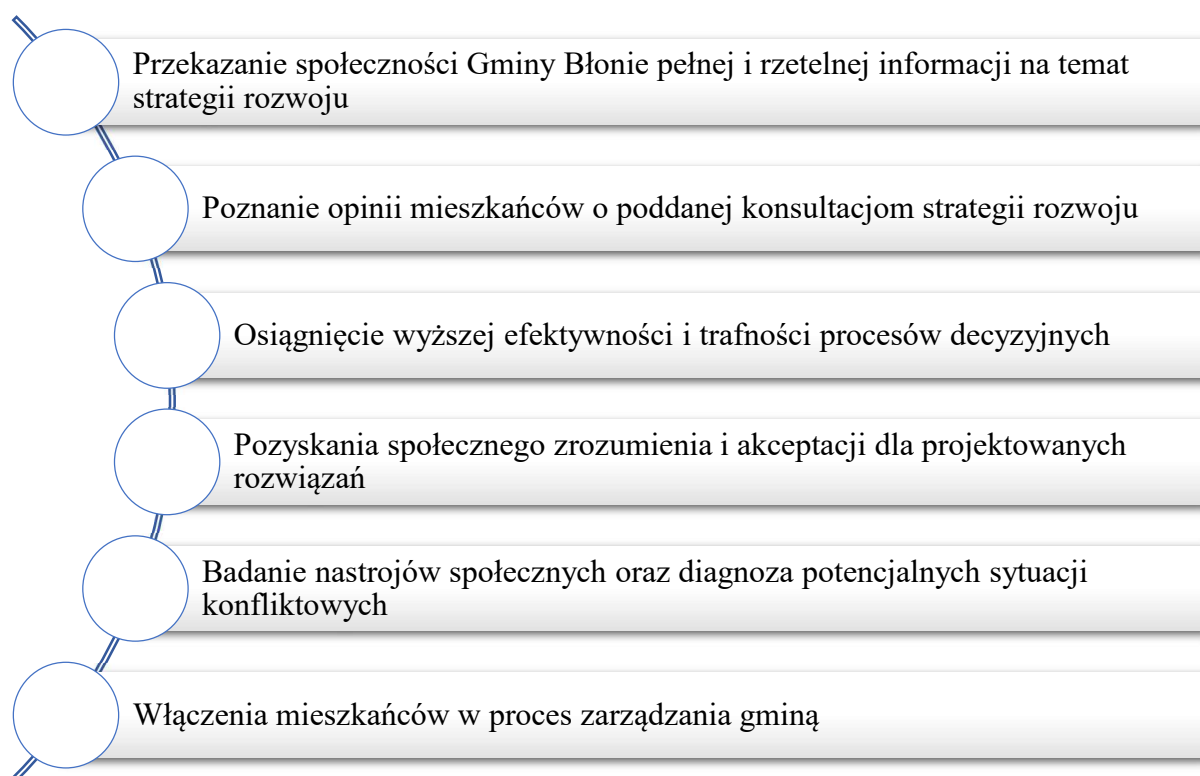 Przekazanie społeczności Gminy Błonie pełnej i rzetelnej informacji na temat
strategii rozwoju
Poznanie opinii mieszkańców o poddanej konsultacjom strategii rozwoju
Osiągnięcie wyższej efektywności i trafności procesów decyzyjnych
Pozyskania społecznego zrozumienia i akceptacji dla projektowanych
rozwiązań
Badanie nastrojów społecznych oraz diagnoza potencjalnych sytuacji
konfliktowych
Włączenia mieszkańców w proces zarządzania gminą